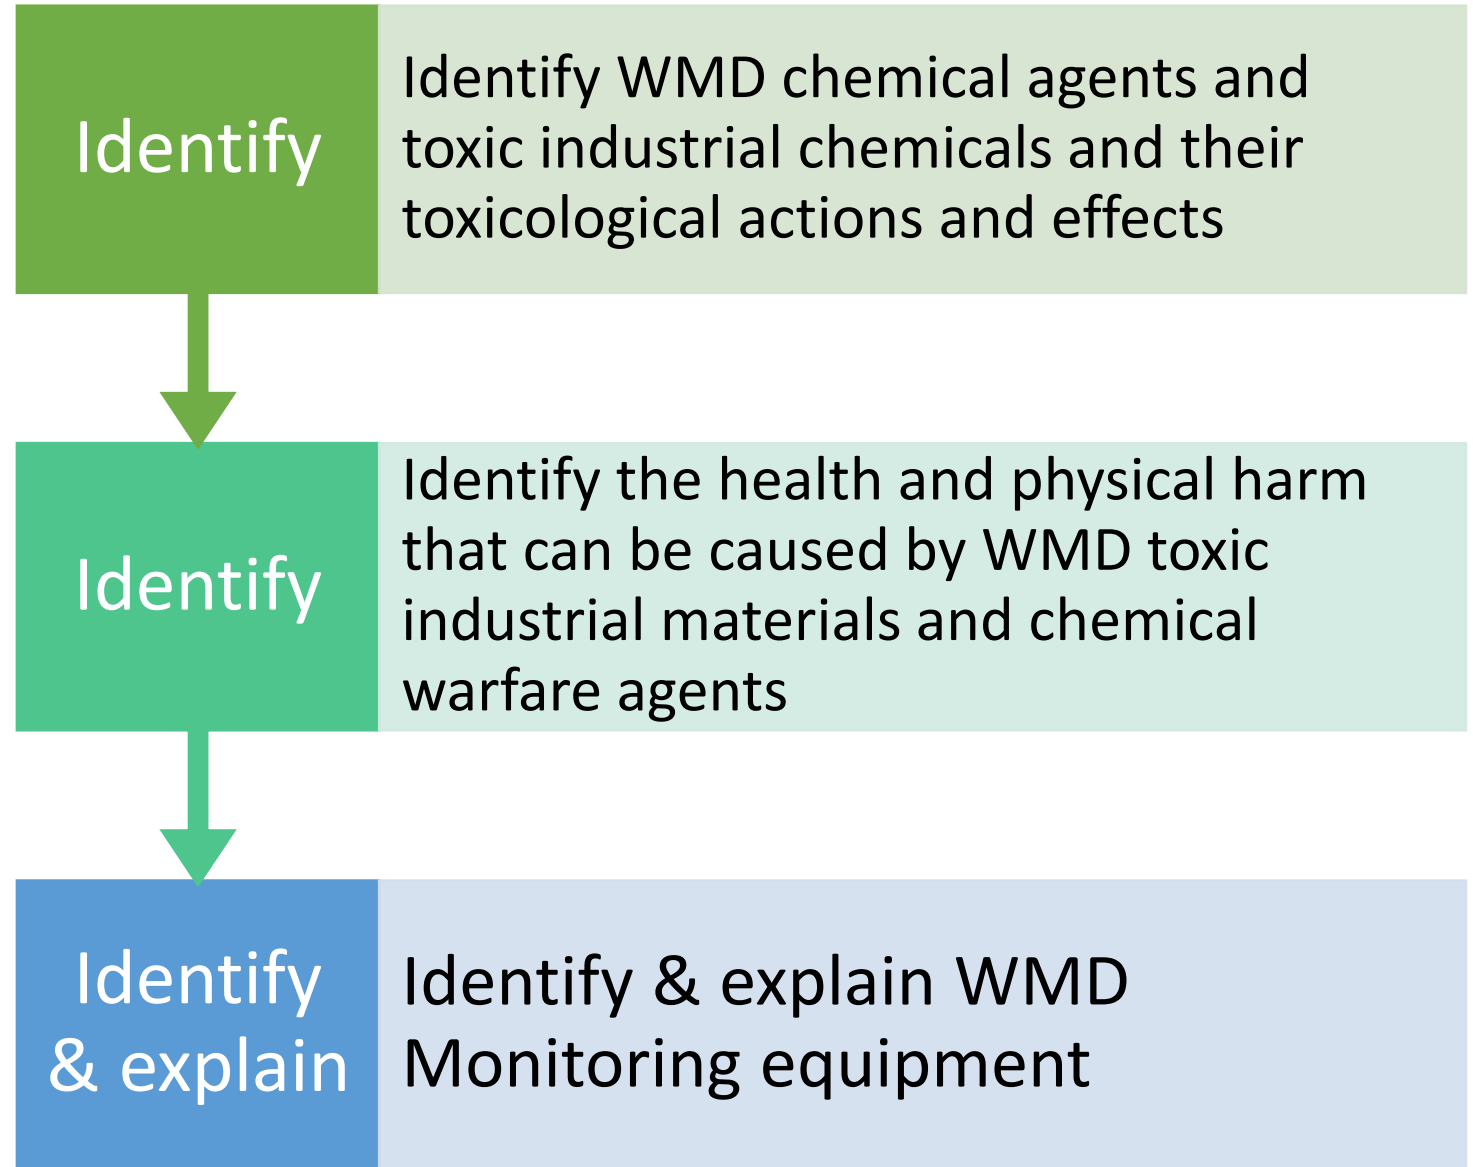 Identify
Identify WMD chemical agents and
toxic industrial chemicals and their
toxicological actions and effects
Identify
Identify the health and physical harm
that can be caused by WMD toxic
industrial materials and chemical
warfare agents
Identify
& explain
Identify & explain WMD
Monitoring equipment